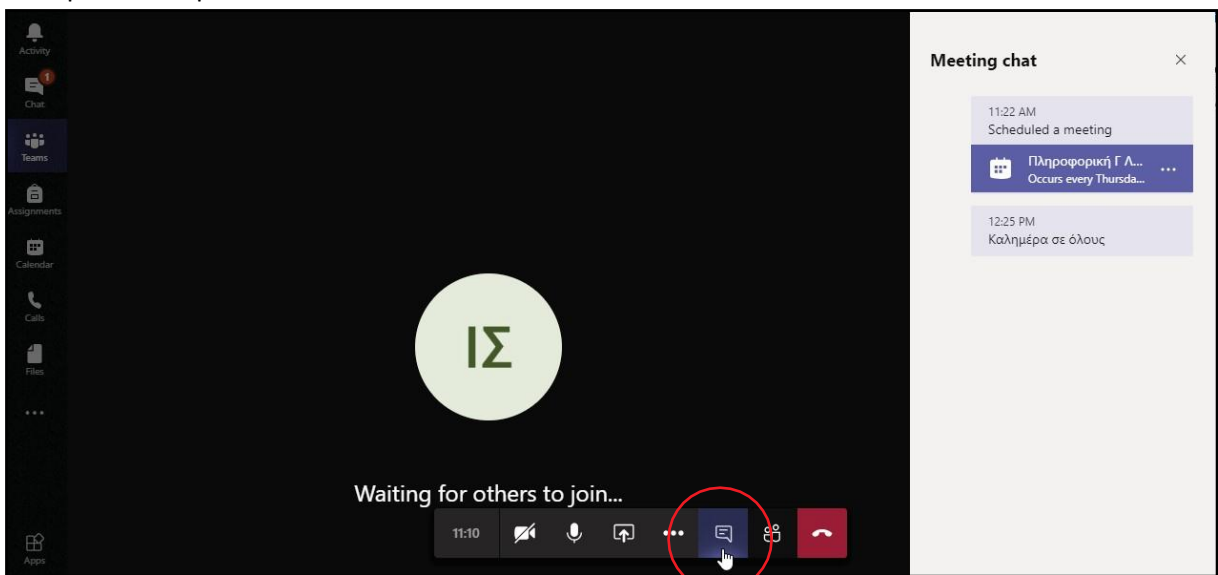 Activity
1
Chat
Teams
Assignments
Calendar
Calls
Files
Apps
ΙΣ
Waiting for others to join...
11:10
Meeting chat
11:22 AM
Scheduled a meeting
Πληροφορική Γ Λ...
Occurs every Thursda...
12:25 PM
Καλημέρα σε όλους